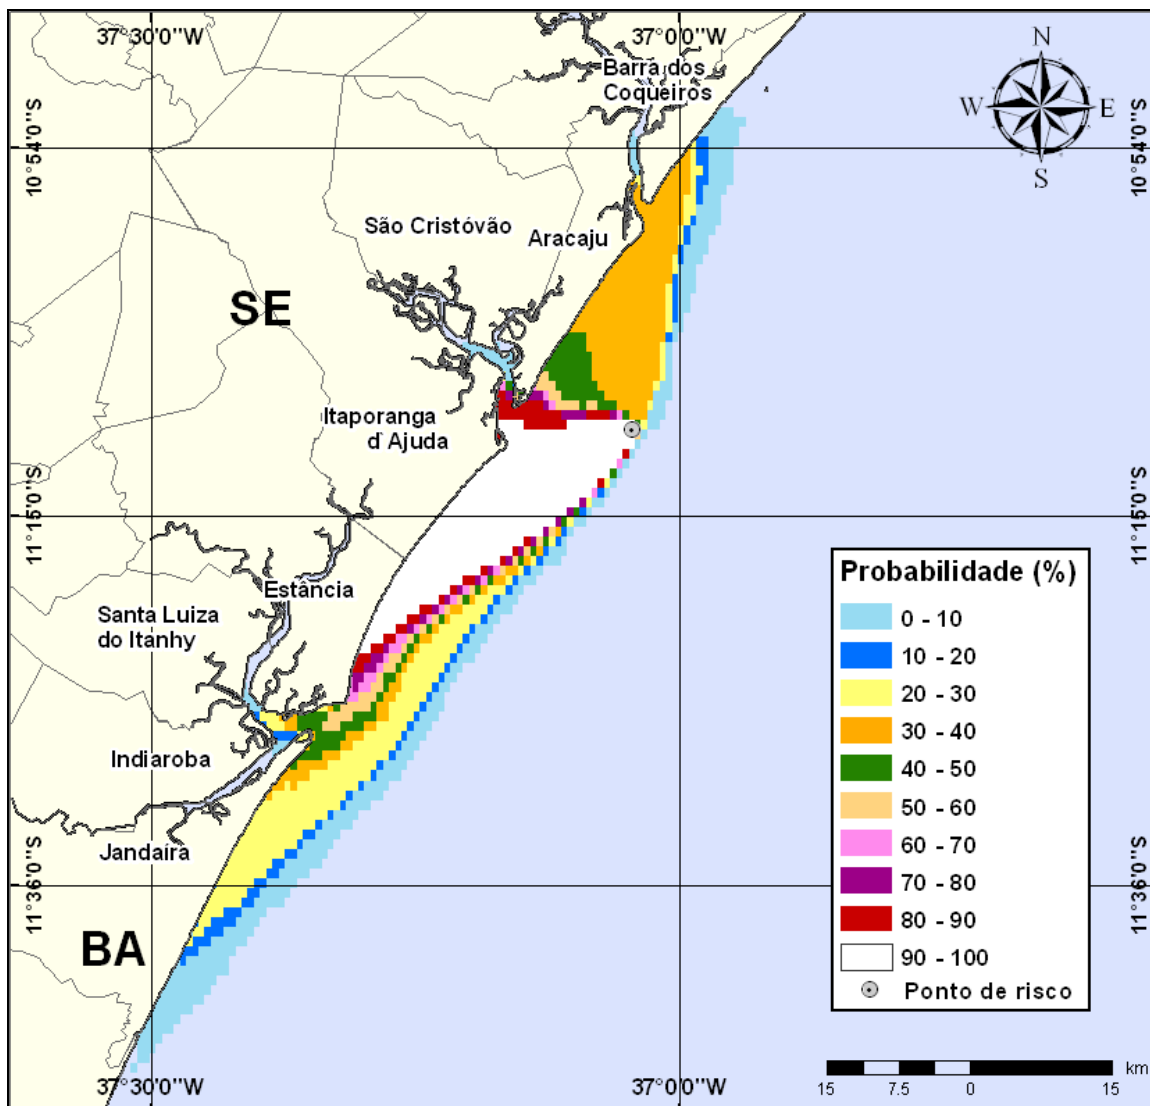 37°30'0"W
37°0'0"W
N
W
E
S
Barra dos
Coqueiros
10°54'0"S
10°54'0"S
São Cristóvão
Aracaju
SE
Itaporanga
d`Ajuda
11°15'0"S
11°15'0"S
Estância
Santa Luiza
do Itanhy
Indiaroba
Jandaíra
11°36'0"S
11°36'0"S
BA
Probabilidade (%)
0 - 10
10 - 20
20 - 30
30 - 40
40 - 50
50 - 60
60 - 70
70 - 80
80 - 90
90 - 100
Ponto de risco
km
15 7.5 0 15
37°30'0"W
37°0'0"W